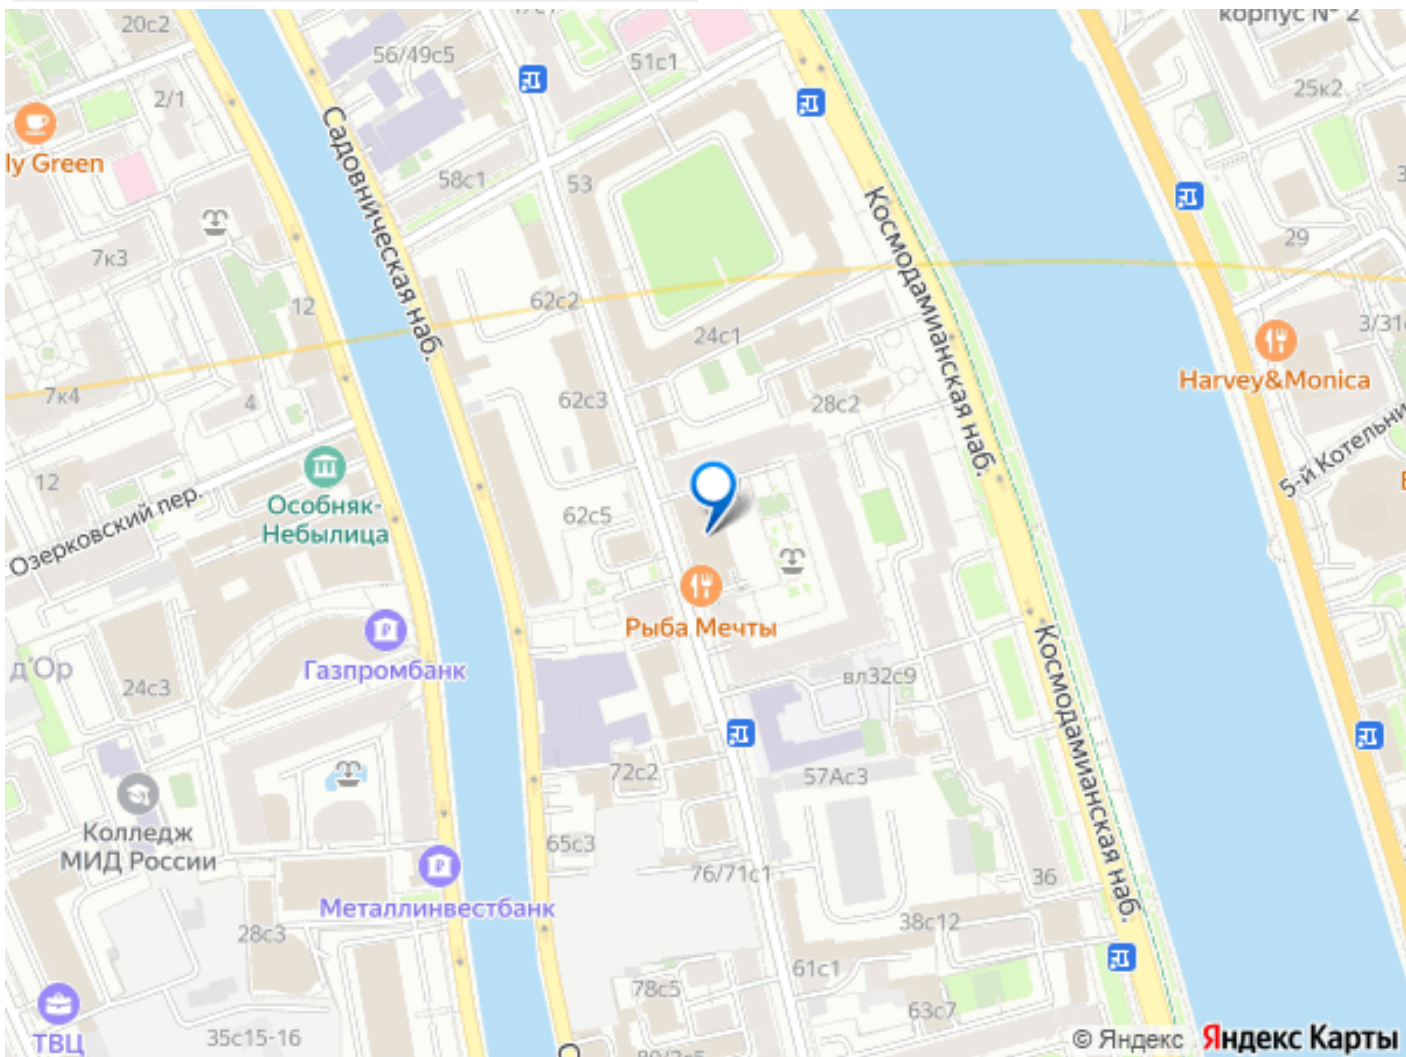 20с2
56/49с5
51с1
корпус № 2
25к2
2/1
ly Green
Садовническая наб.
58с1
53
Космодамианская наб.
29
7к3
12
62с2
24с1
Harvey&Monica
7к4
4
62с3
28с2
5-й Котельни
12
Озерковский пер.
Особняк-
Небылица
62с5
Рыба Мечты
Газпромбанк
д'Ор
24с3
вл32с9
Космодамианская наб.
72с2
57Ас3
Колледж
МИД России
65с3
76/71с1
36
Металлинвестбанк
28с3
38с12
61с1
78с5
63с7
ТВЦ
35с15-16
© Яндекс Яндекс Карты